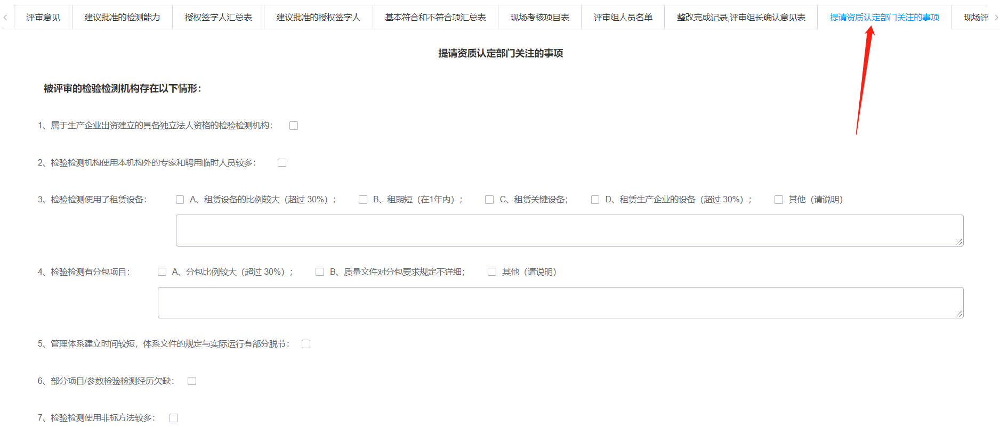 评审意见 建议批准的检测能力 授权签字人汇总表 建议批准的授权签字人 基本符合和不符合项汇总表 现场考核项目表 评审组人员名单 整改完成记录,评审组长确认意见表 提请资质认定部门关注的事项 现场评
提请资质认定部门关注的事项
被评审的检验检测机构存在以下情形：
1、属于生产企业出资建立的具备独立法人资格的检验检测机构：
2、检验检测机构使用本机构外的专家和聘用临时人员较多：
3、检验检测使用了租赁设备： A、租赁设备的比例较大（超过 30%）； B、租期短（在1年内）； C、租赁关键设备； D、租赁生产企业的设备（超过 30%）； 其他（请说明）
4、检验检测有分包项目： A、分包比例较大（超过 30%）； B、质量文件对分包要求规定不详细； 其他（请说明）
5、管理体系建立时间较短，体系文件的规定与实际运行有部分脱节：
6、部分项目/参数检验检测经历欠缺：
7、检验检测使用非标方法较多：